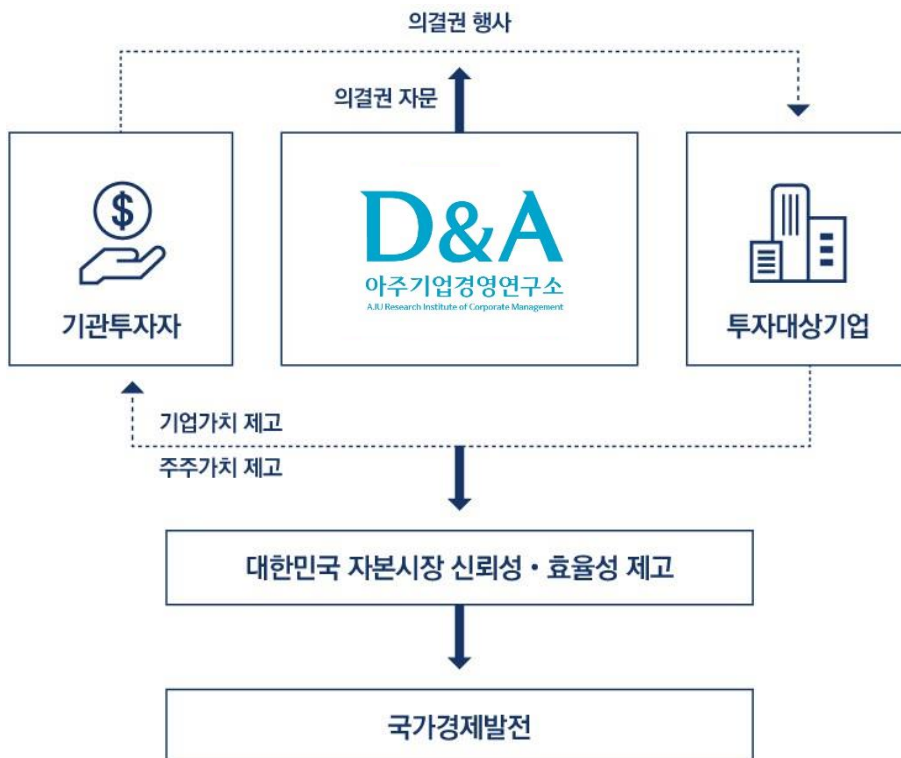 의결권 행사
의결권 자문
$
기관투자자
D&A
아주기업경영연구소
AJU Research Institute of Corporate Management
투자대상기업
기업가치 제고
주주가치 제고
대한민국 자본시장 신뢰성・효율성 제고
국가경제발전